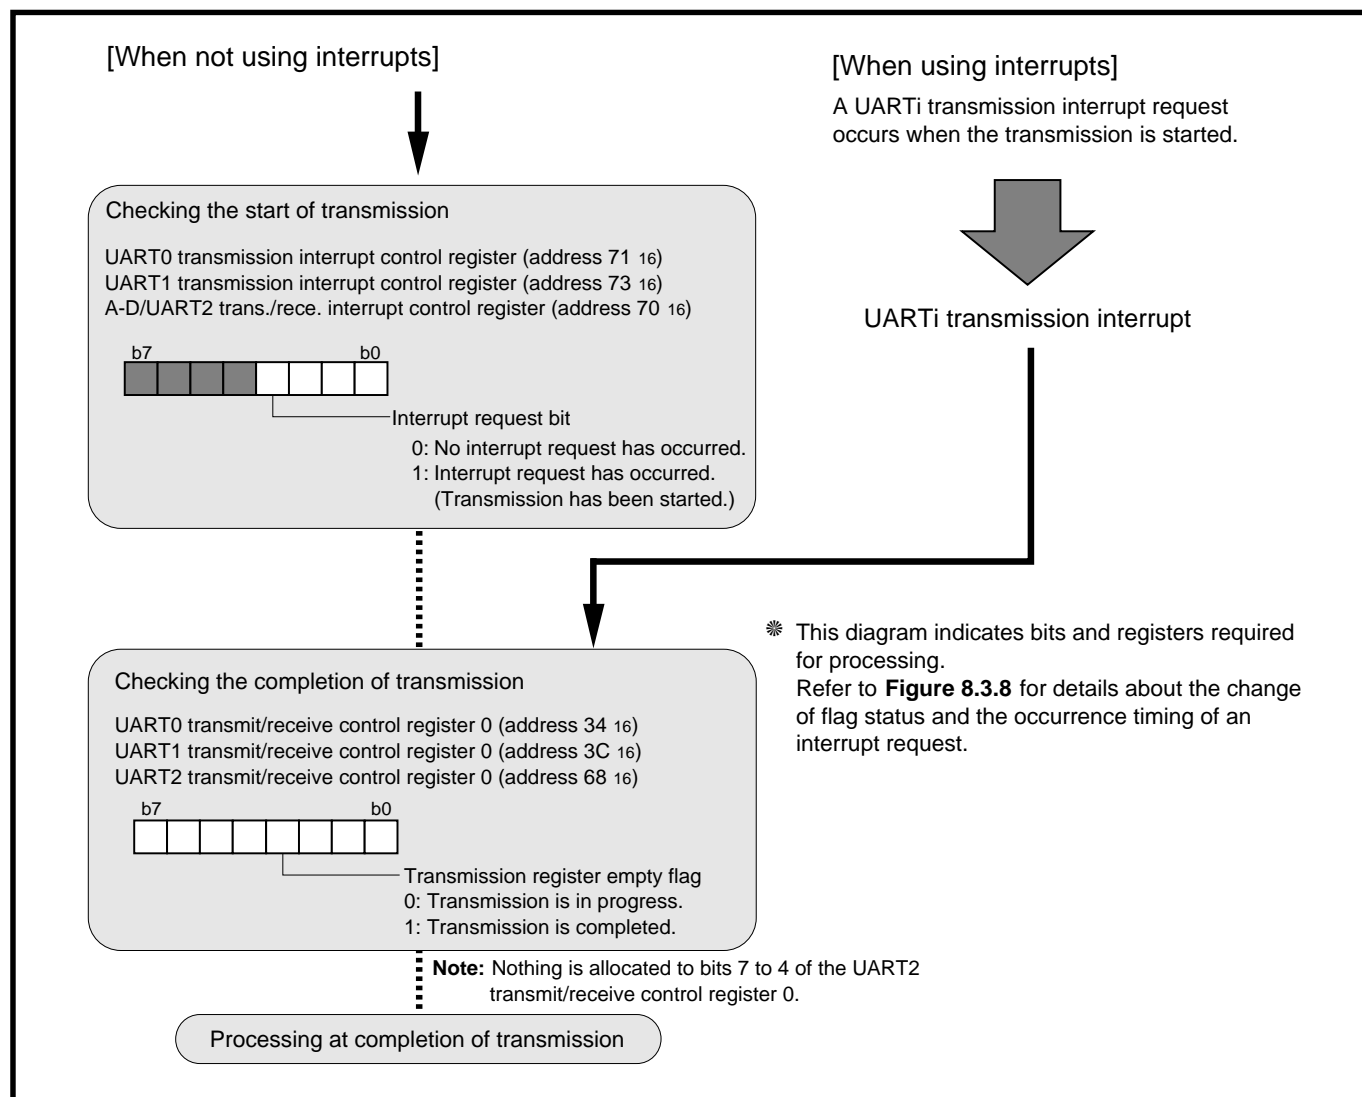 [When not using interrupts]
[When using interrupts]
A UARTi transmission interrupt request
occurs when the transmission is started.
Checking the start of transmission
UART0 transmission interrupt control register (address 71 16)
UART1 transmission interrupt control register (address 73 16)
A-D/UART2 trans./rece. interrupt control register (address 70 16)
b7 b0
Interrupt request bit
0: No interrupt request has occurred.
1: Interrupt request has occurred.
(Transmission has been started.)
UARTi transmission interrupt
Checking the completion of transmission
UART0 transmit/receive control register 0 (address 34 16)
UART1 transmit/receive control register 0 (address 3C 16)
UART2 transmit/receive control register 0 (address 68 16)
b7 b0
Transmission register empty flag
0: Transmission is in progress.
1: Transmission is completed.
This diagram indicates bits and registers required
for processing.
Refer to Figure 8.3.8 for details about the change
of flag status and the occurrence timing of an
interrupt request.
Note: Nothing is allocated to bits 7 to 4 of the UART2
transmit/receive control register 0.
Processing at completion of transmission